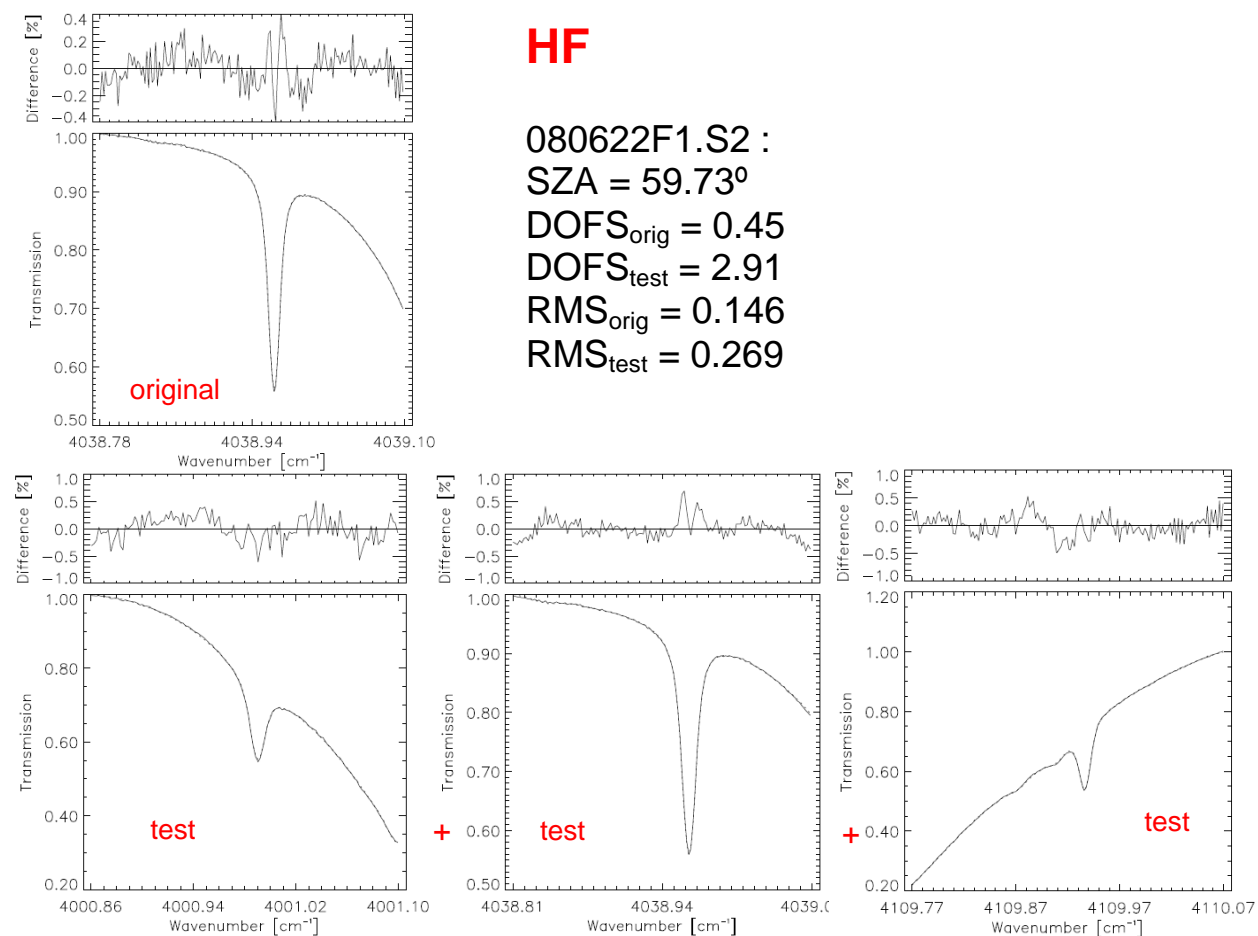 HF
080622F1.S2 :
SZA = 59.73º
DOFSorig = 0.45
DOFStest = 2.91
RMSorig = 0.146
RMStest = 0.269
Difference [%]
0.4
0.2
0.0
−0.2
−0.4
Transmission
1.00
0.90
0.80
0.70
0.60
0.50
original
4038.78 4038.94 4039.10
Wavenumber [cm⁻¹]
Difference [%]
1.0
0.5
0.0
−0.5
−1.0
Transmission
1.00
0.80
0.60
0.40
0.20
test
4000.86 4000.94 4001.02 4001.10
Wavenumber [cm⁻¹]
+
Difference [%]
1.0
0.5
0.0
−0.5
−1.0
Transmission
1.00
0.90
0.80
0.70
0.60
0.50
test
4038.81 4038.94
Wavenumber [cm⁻¹]
+
Difference [%]
1.0
0.5
0.0
−0.5
−1.0
Transmission
1.20
1.00
0.80
0.60
0.40
0.20
test
4109.77 4109.87 4109.97 4110.07
Wavenumber [cm⁻¹]